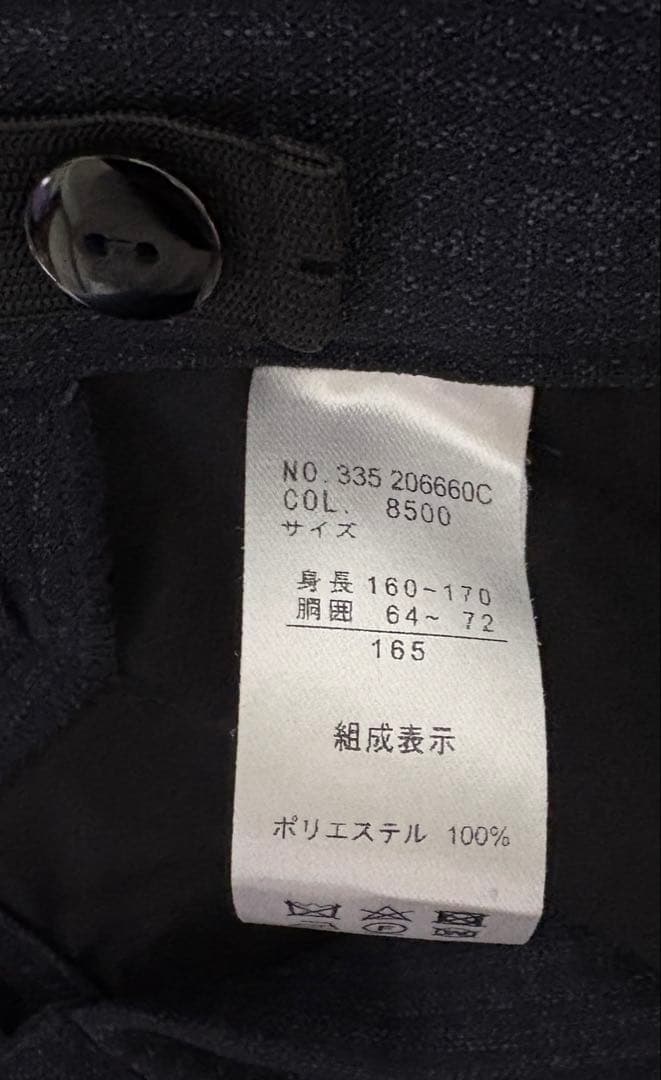 NO. 335 206660C
COL. 8500
サイズ
身長 160~170
胴囲 64~ 72
165
組成表示
ポリエステル 100%